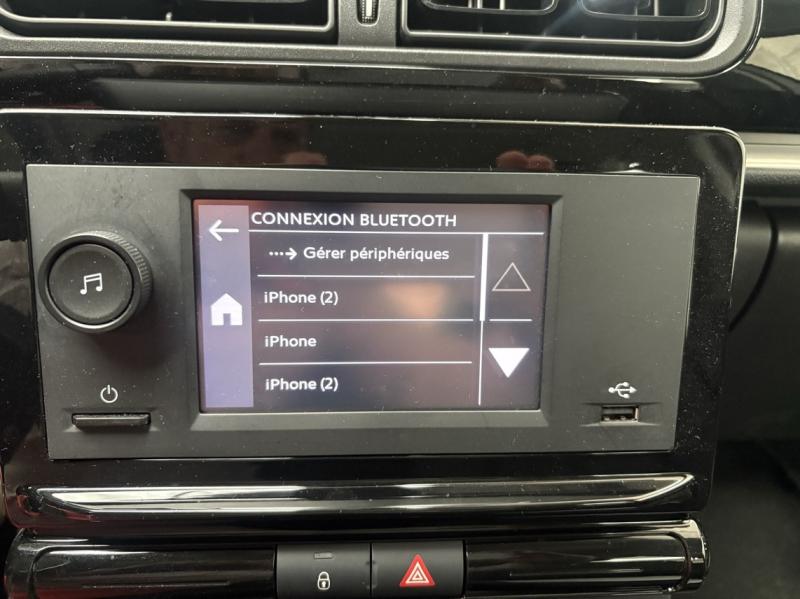 CONNEXION BLUETOOTH
Gérer périphériques
iPhone (2)
iPhone
iPhone (2)